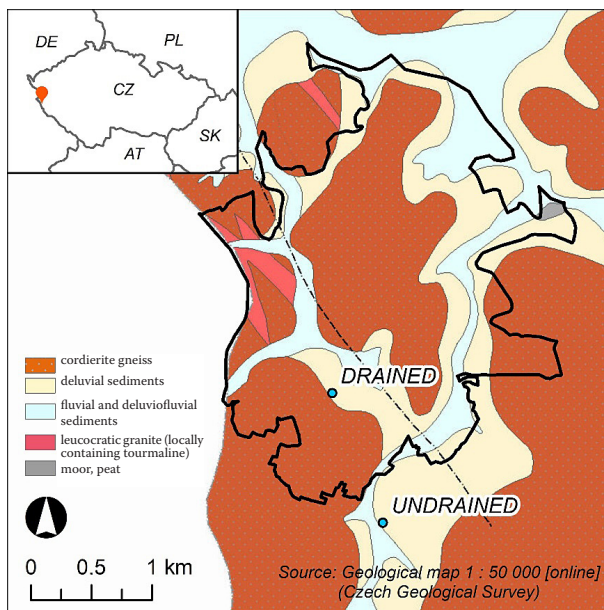 DE
PL
CZ
SK
AT
cordierite gneiss
deluvial sediments
fluvial and deluviofluvial
sediments
leucocratic granite (locally
containing tourmaline)
moor, peat
DRAINED
UNDRAINED
0 0.5 1 km
Source: Geological map 1 : 50 000 [online]
(Czech Geological Survey)